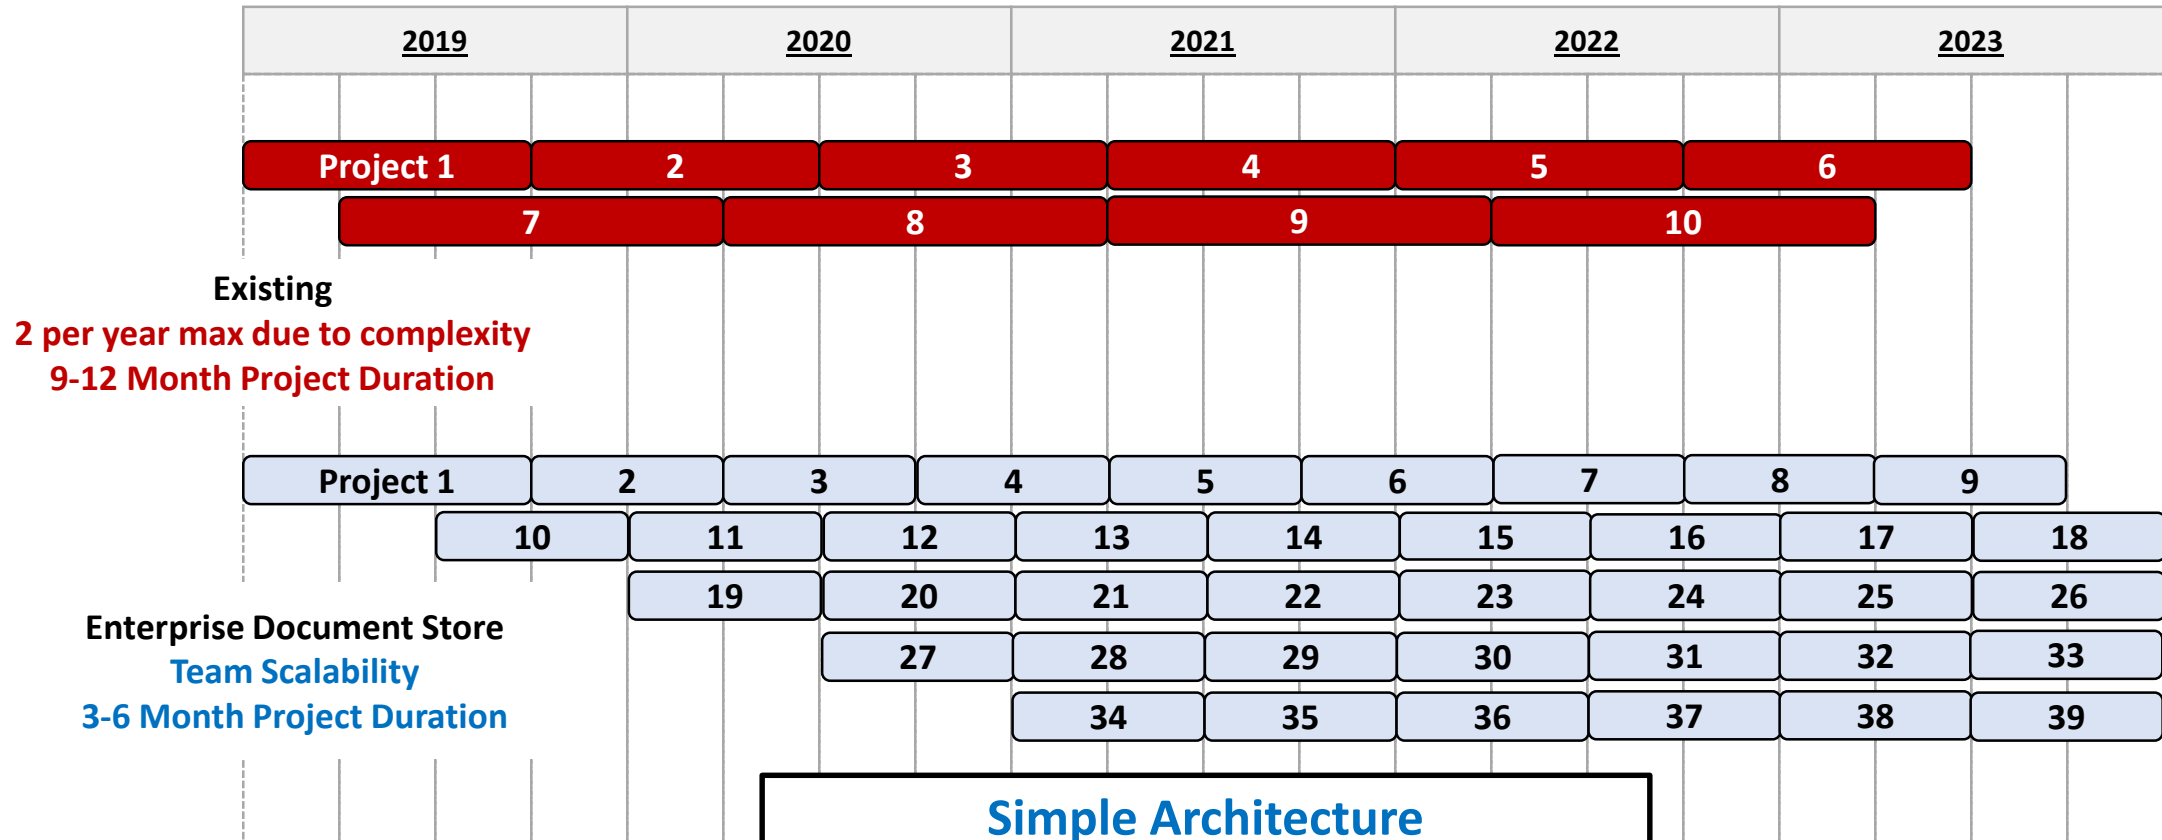 2019 2020 2021 2022 2023
Project 1 2 3 4 5 6
7 8 9 10
Existing
2 per year max due to complexity
9-12 Month Project Duration
Project 1 2 3 4 5 6 7 8 9
10 11 12 13 14 15 16 17 18
19 20 21 22 23 24 25 26
Enterprise Document Store
27 28 29 30 31 32 33
Team Scalability
3-6 Month Project Duration
34 35 36 37 38 39
Simple Architecture